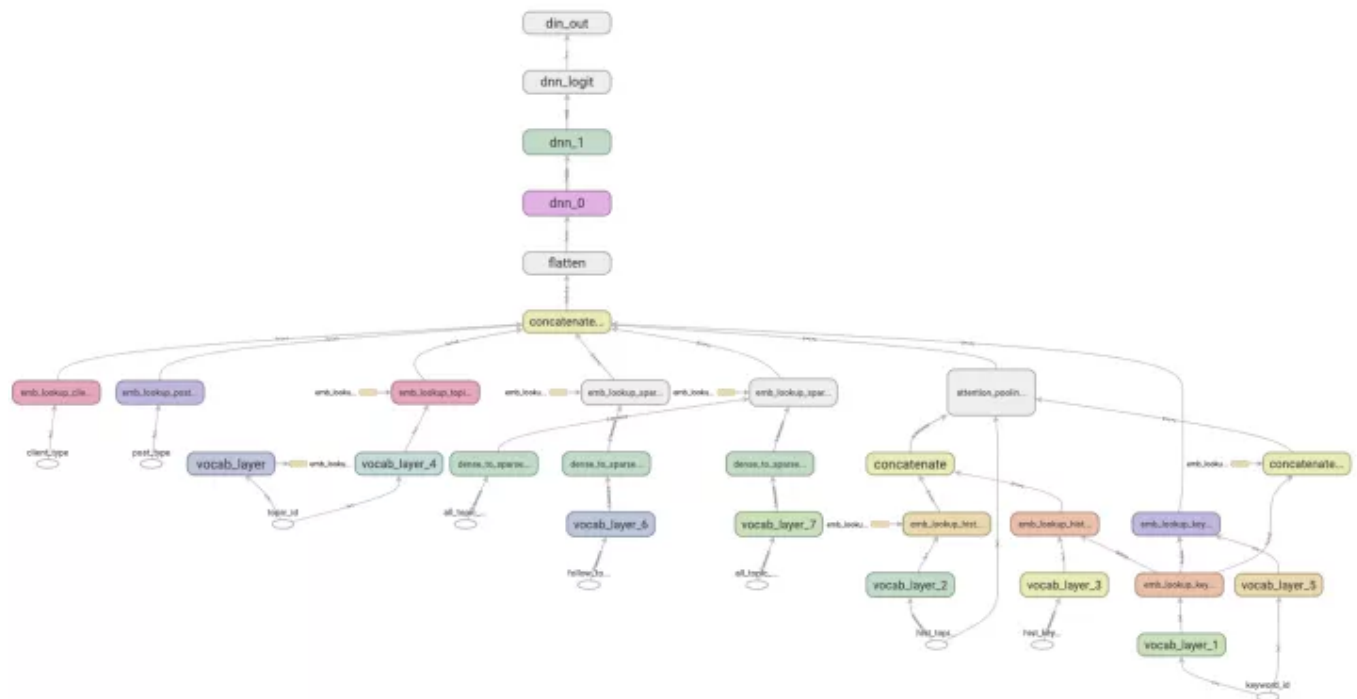 din_out
dnn_logit
dnn_1
dnn_0
flatten
concatenate...
emb_lookup_clie...
emb_lookup_post...
emb_looku...
emb_lookup_topi...
emb_looku...
emb_lookup_spar...
emb_looku...
emb_lookup_spar...
attention_poolin...
client_type
post_type
vocab_layer
emb_looku...
vocab_layer_4
dense_to_sparse...
dense_to_sparse...
dense_to_sparse...
concatenate
emb_looku...
concatenate...
topic_id
all_topic_...
vocab_layer_6
vocab_layer_7
emb_looku...
emb_lookup_hist...
emb_lookup_hist...
emb_lookup_key...
follow_to...
all_topic_...
vocab_layer_2
vocab_layer_3
emb_lookup_key...
vocab_layer_5
hist_topi...
hist_key...
vocab_layer_1
keyword_id